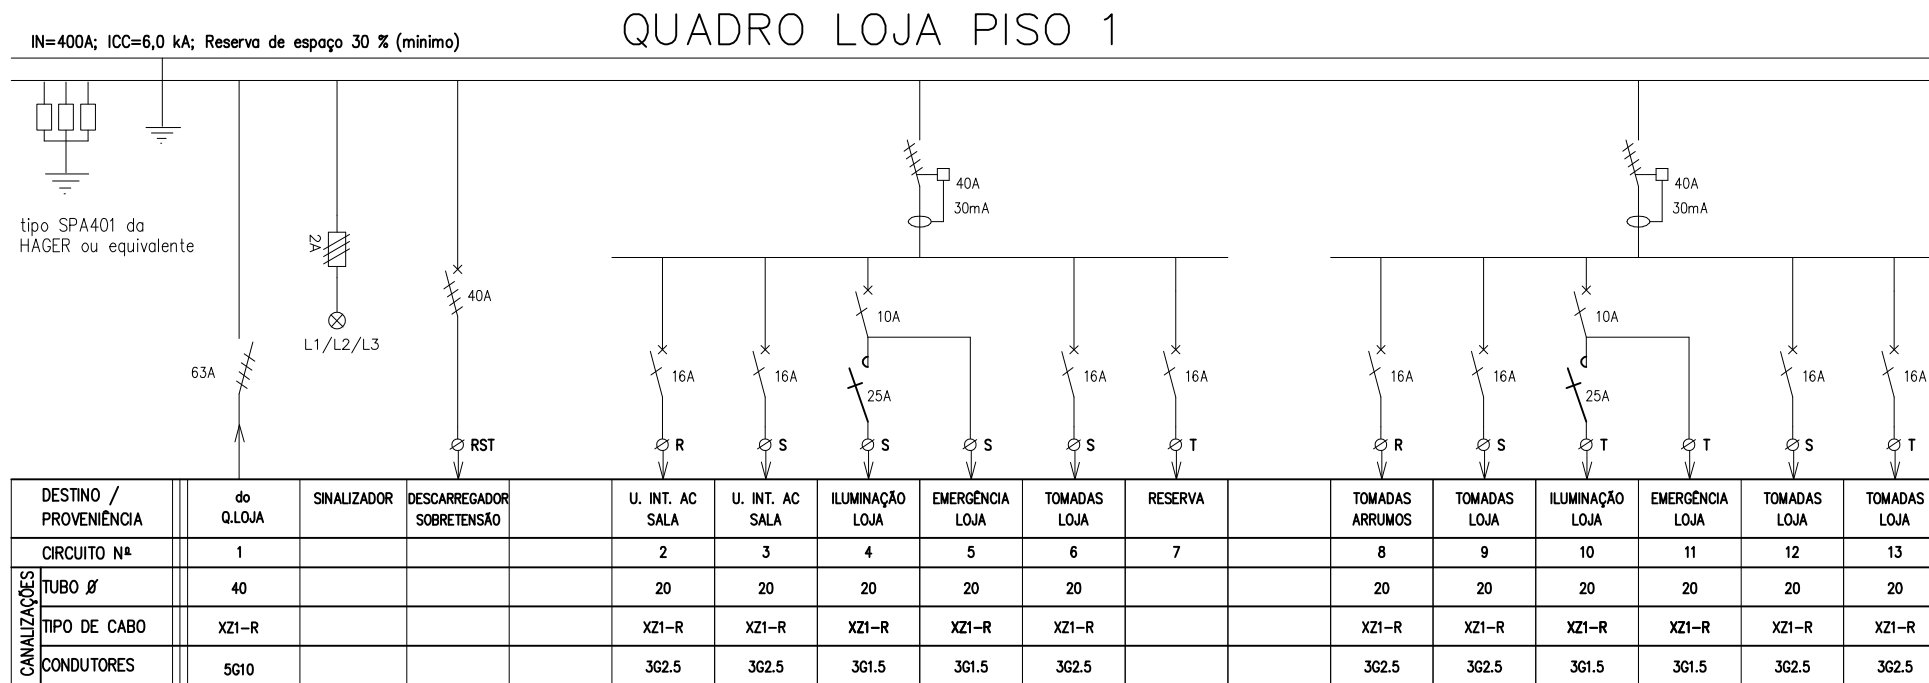 QUADRO LOJA PISO 1
IN=400A; ICC=6,0 kA; Reserva de espaço 30 % (minimo)
tipo SPA401 da
HAGER ou equivalente
63A
2A
L1/L2/L3
40A
RST
40A
30mA
16A
R
16A
S
10A
25A
S
S
16A
S
16A
T
40A
30mA
16A
R
16A
S
10A
25A
T
T
16A
S
16A
T
DESTINO / PROVENIÊNCIA
do Q.LOJA
SINALIZADOR
DESCARREGADOR SOBRETENSÃO
U. INT. AC SALA
U. INT. AC SALA
ILUMINAÇÃO LOJA
EMERGÊNCIA LOJA
TOMADAS LOJA
RESERVA
TOMADAS ARRUMOS
TOMADAS LOJA
ILUMINAÇÃO LOJA
EMERGÊNCIA LOJA
TOMADAS LOJA
TOMADAS LOJA
CIRCUITO Nº 1 2 3 4 5 6 7 8 9 10 11 12 13
CANALIZAÇÕES
TUBO Ø 40 20 20 20 20 20 20 20 20 20 20 20
TIPO DE CABO XZ1-R XZ1-R XZ1-R XZ1-R XZ1-R XZ1-R XZ1-R XZ1-R XZ1-R XZ1-R XZ1-R XZ1-R
CONDUTORES 5G10 3G2.5 3G2.5 3G1.5 3G1.5 3G2.5 3G2.5 3G2.5 3G1.5 3G1.5 3G2.5 3G2.5